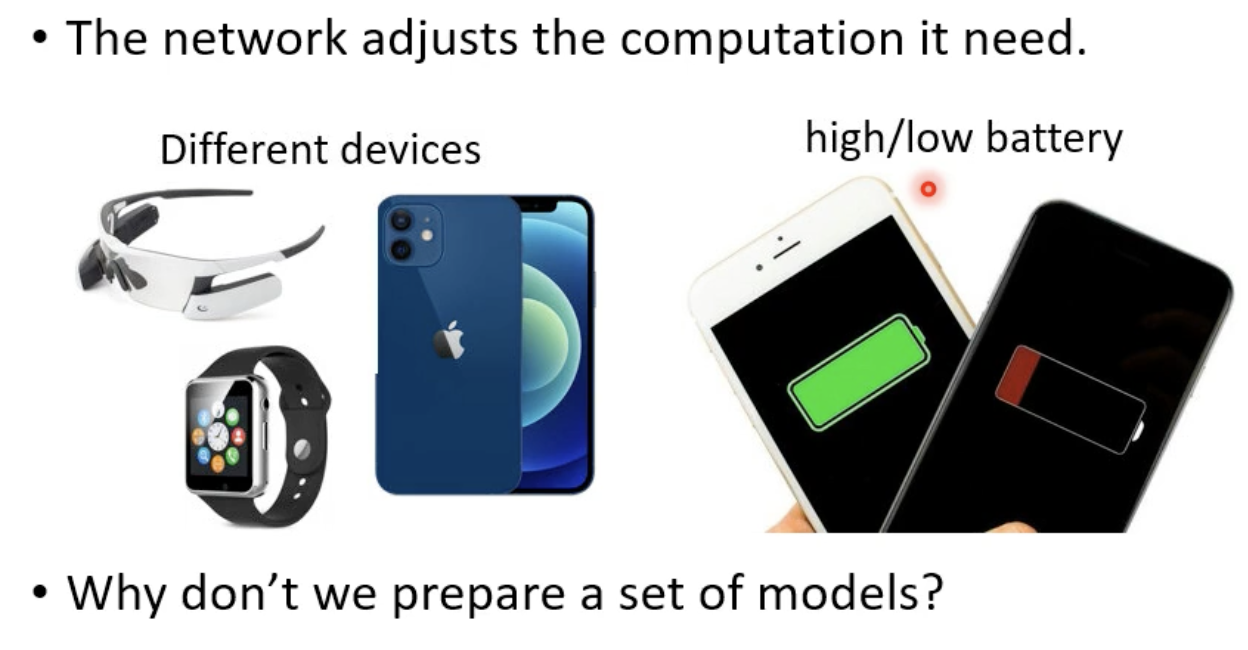 • The network adjusts the computation it need.
Different devices
high/low battery
• Why don't we prepare a set of models?